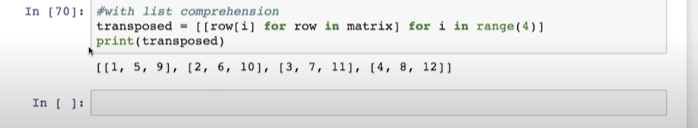 In [70]: #with list comprehension
transposed = [[row[i] for row in matrix] for i in range(4)]
print(transposed)
[[1, 5, 9], [2, 6, 10], [3, 7, 11], [4, 8, 12]]
In [ ]: